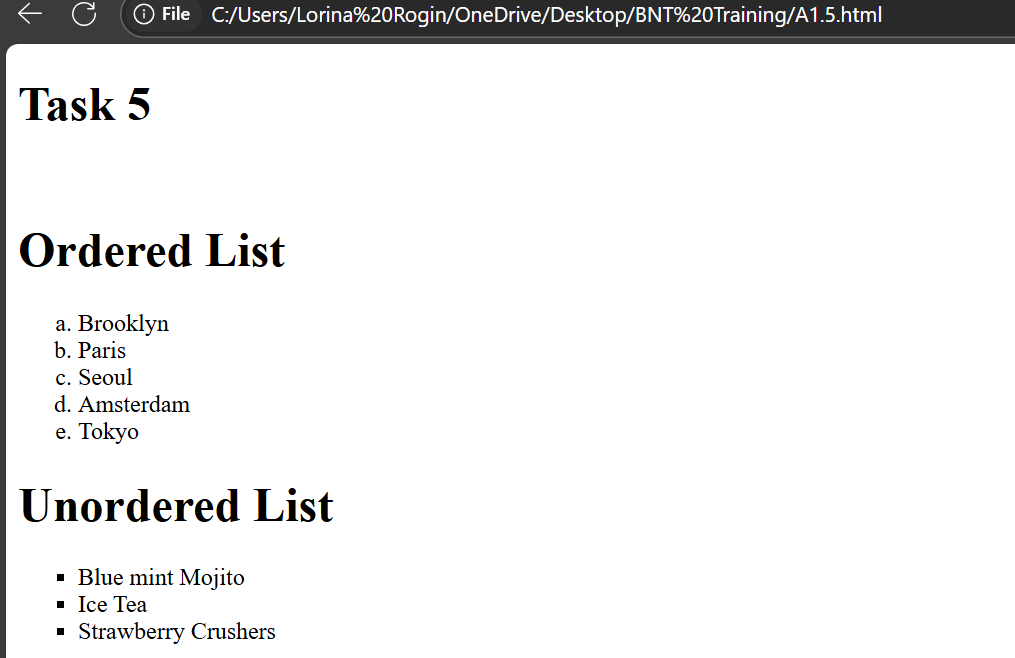 File C:/Users/Lorina%20Rogin/OneDrive/Desktop/BNT%20Training/A1.5.html
Task 5
Ordered List
a. Brooklyn
b. Paris
c. Seoul
d. Amsterdam
e. Tokyo
Unordered List
▪ Blue mint Mojito
▪ Ice Tea
▪ Strawberry Crushers